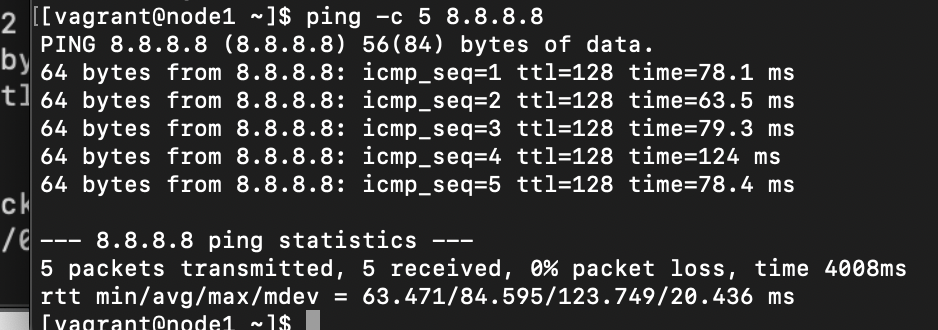 [[vagrant@node1 ~]$ ping -c 5 8.8.8.8
PING 8.8.8.8 (8.8.8.8) 56(84) bytes of data.
64 bytes from 8.8.8.8: icmp_seq=1 ttl=128 time=78.1 ms
64 bytes from 8.8.8.8: icmp_seq=2 ttl=128 time=63.5 ms
64 bytes from 8.8.8.8: icmp_seq=3 ttl=128 time=79.3 ms
64 bytes from 8.8.8.8: icmp_seq=4 ttl=128 time=124 ms
64 bytes from 8.8.8.8: icmp_seq=5 ttl=128 time=78.4 ms
--- 8.8.8.8 ping statistics ---
5 packets transmitted, 5 received, 0% packet loss, time 4008ms
rtt min/avg/max/mdev = 63.471/84.595/123.749/20.436 ms
[vagrant@node1 ~]$